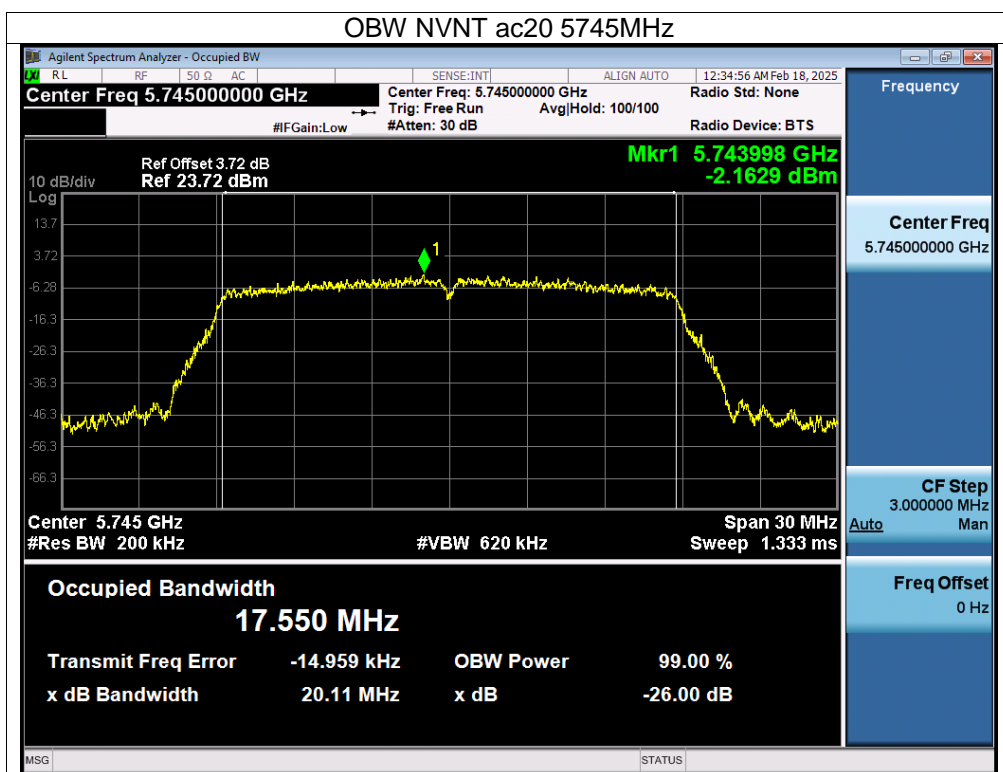 OBW NVNT ac20 5745MHz
Agilent Spectrum Analyzer - Occupied BW
LXI RL RF 50 Ω AC SENSE:INT ALIGN AUTO 12:34:56 AM Feb 18, 2025
Center Freq 5.745000000 GHz
Center Freq: 5.745000000 GHz
Radio Std: None
Trig: Free Run Avg|Hold: 100/100
#IFGain:Low
#Atten: 30 dB
Radio Device: BTS
Frequency
Mkr1 5.743998 GHz
-2.1629 dBm
Ref Offset 3.72 dB
10 dB/div Ref 23.72 dBm
Log
13.7
3.72
-6.28
-16.3
-26.3
-36.3
-46.3
-56.3
-66.3
1
Center 5.745 GHz
Span 30 MHz
#Res BW 200 kHz
#VBW 620 kHz
Sweep 1.333 ms
Center Freq
5.745000000 GHz
CF Step
3.000000 MHz
Auto Man
Freq Offset
0 Hz
Occupied Bandwidth
17.550 MHz
Transmit Freq Error -14.959 kHz OBW Power 99.00 %
x dB Bandwidth 20.11 MHz x dB -26.00 dB
MSG STATUS